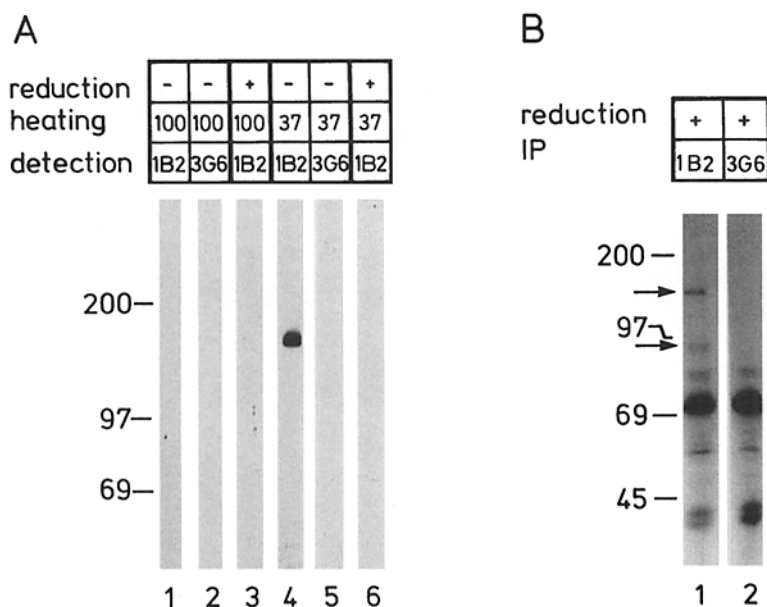 A
reduction - - + - - +
heating 100 100 100 37 37 37
detection 1B2 3G6 1B2 1B2 3G6 1B2
200
97
69
1 2 3 4 5 6
B
reduction + +
IP 1B2 3G6
200
97
69
45
1 2